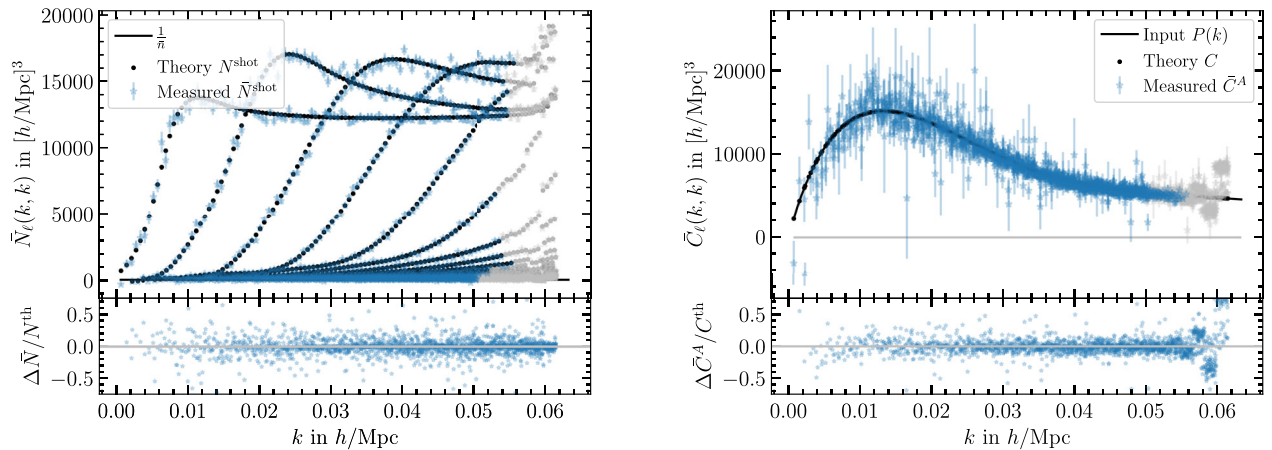 20000
15000
10000
5000
0
N̄_ℓ(k, k) in [h/Mpc]^3
1/n̄
Theory N^shot
Measured N̄^shot
0.5
0.0
−0.5
ΔN̄/N^th
0.00 0.01 0.02 0.03 0.04 0.05 0.06
k in h/Mpc
20000
10000
0
C̄_ℓ(k, k) in [h/Mpc]^3
Input P(k)
Theory C
Measured C̄^A
0.5
0.0
−0.5
ΔC̄^A/C^th
0.00 0.01 0.02 0.03 0.04 0.05 0.06
k in h/Mpc